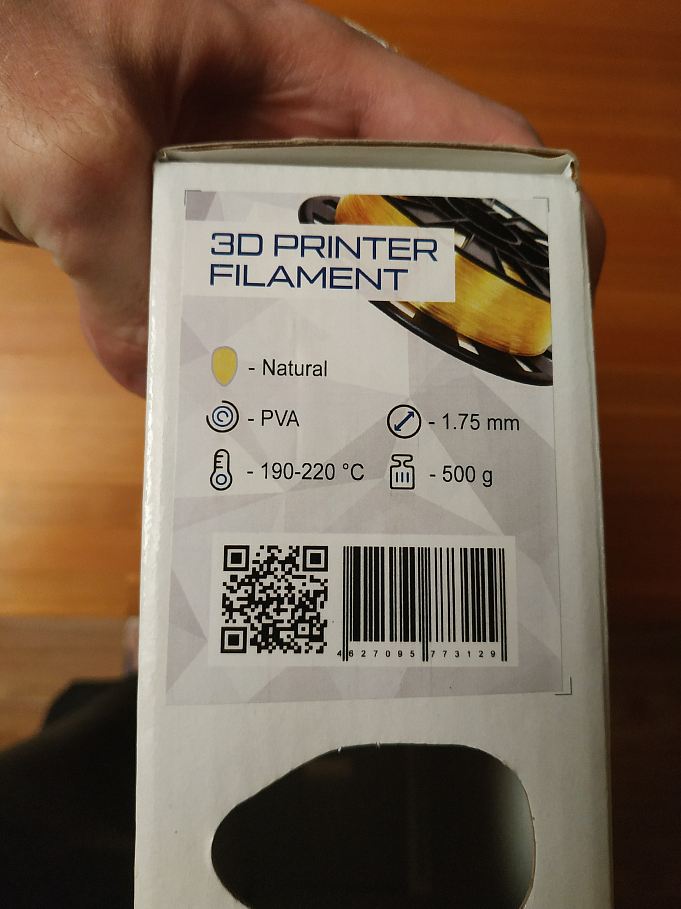 3D PRINTER
FILAMENT
- Natural
- PVA
- 1.75 mm
- 190-220 °C
- 500 g
4 627095 773129